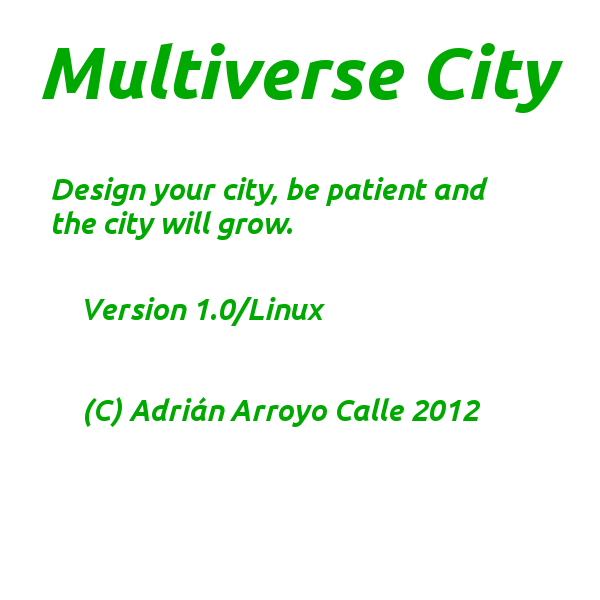 Multiverse City
Design your city, be patient and
the city will grow.
Version 1.0/Linux
(C) Adrián Arroyo Calle 2012